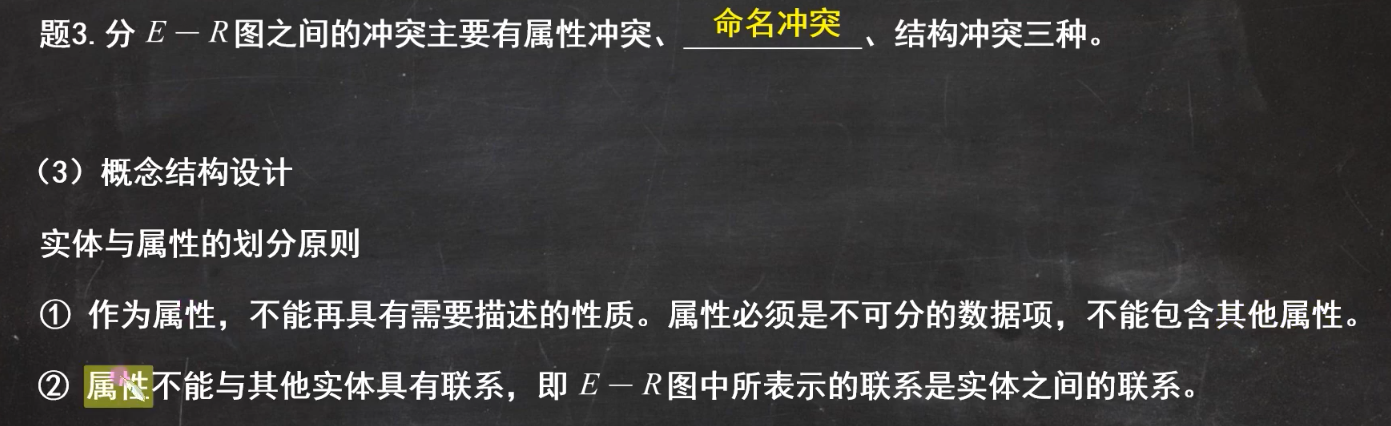 题3. 分 E－R图之间的冲突主要有属性冲突、命名冲突、结构冲突三种。
（3）概念结构设计
实体与属性的划分原则
① 作为属性，不能再具有需要描述的性质。属性必须是不可分的数据项，不能包含其他属性。
② 属性不能与其他实体具有联系，即 E－R图中所表示的联系是实体之间的联系。